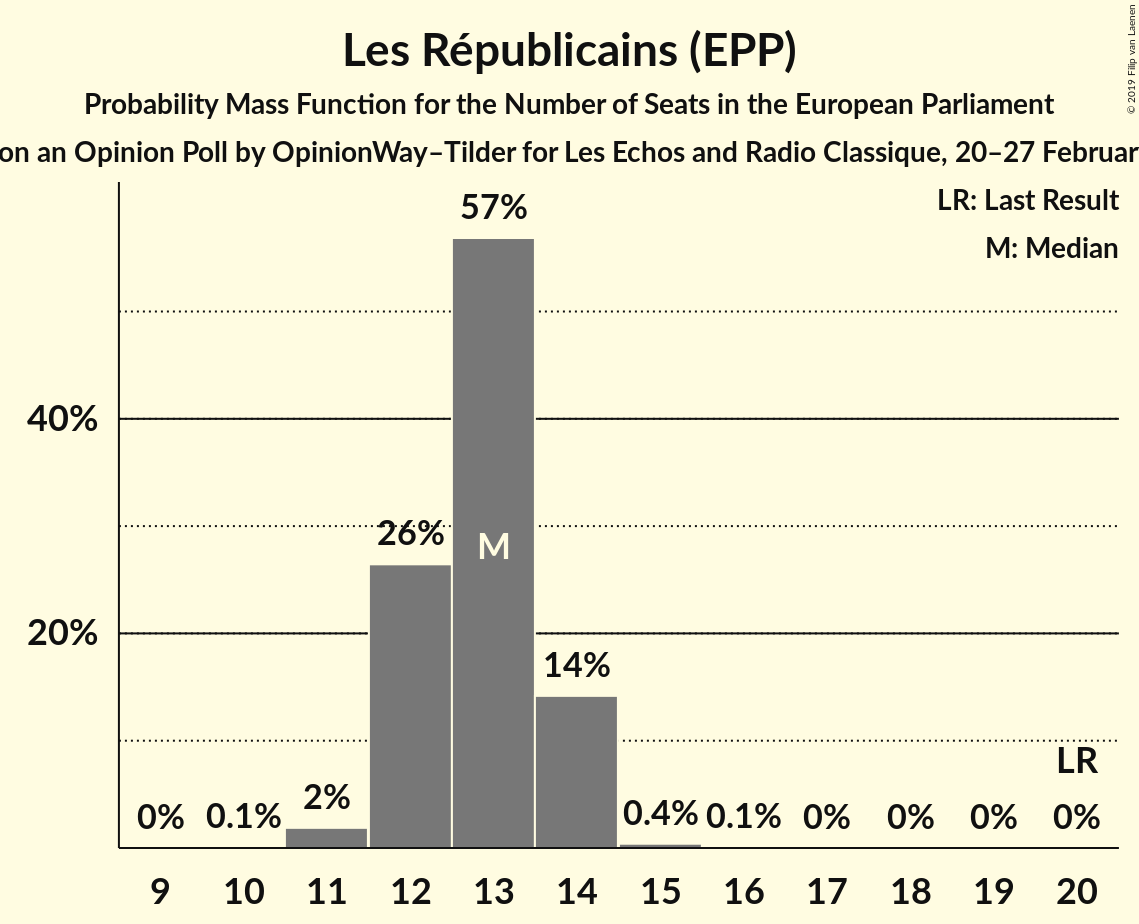 Les Républicains (EPP)
Probability Mass Function for the Number of Seats in the European Parliament
on an Opinion Poll by OpinionWay–Tilder for Les Echos and Radio Classique, 20–27
© 2019 Filip van Laenen
LR: Last Result
M: Median
57%
40%
26%
M
20%
14%
LR
0% 0.1% 2% 0.4% 0.1% 0% 0% 0% 0%
9 10 11 12 13 14 15 16 17 18 19 20